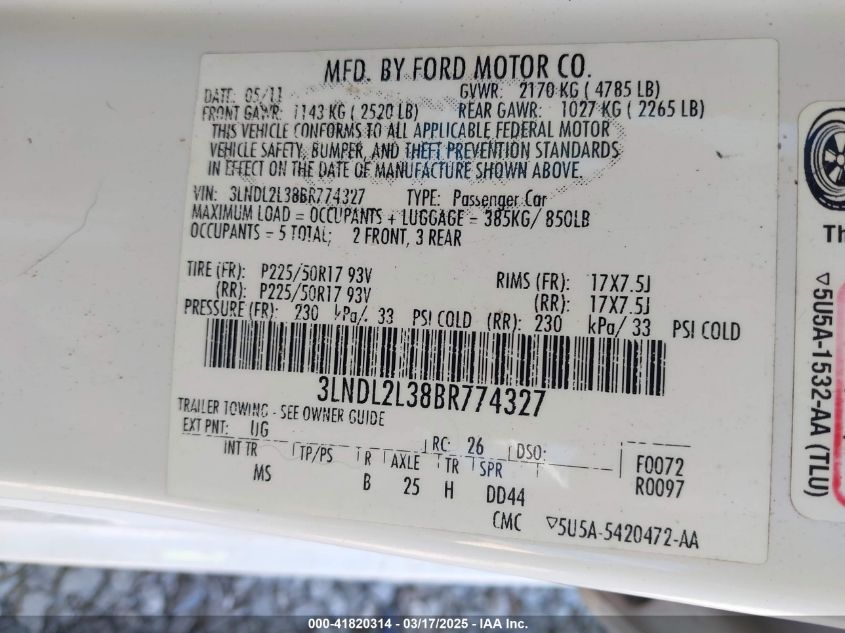 MFD. BY FORD MOTOR CO.
DATE: 05/11 GVWR: 2170 KG ( 4785 LB)
FRONT GAWR: 1143 KG ( 2520 LB) REAR GAWR: 1027 KG ( 2265 LB)
THIS VEHICLE CONFORMS TO ALL APPLICABLE FEDERAL MOTOR
VEHICLE SAFETY, BUMPER, AND THEFT PREVENTION STANDARDS
IN EFFECT ON THE DATE OF MANUFACTURE SHOWN ABOVE.
VIN: 3LNDL2L38BR774327 TYPE: Passenger Car
MAXIMUM LOAD = OCCUPANTS + LUGGAGE = 385KG/ 850LB
OCCUPANTS = 5 TOTAL; 2 FRONT, 3 REAR
TIRE (FR): P225/50R17 93V RIMS (FR): 17X7.5J
(RR): P225/50R17 93V (RR): 17X7.5J
PRESSURE (FR): 230 kPa/ 33 PSI COLD (RR): 230 kPa/ 33 PSI COLD
3LNDL2L38BR774327
TRAILER TOWING - SEE OWNER GUIDE
EXT PNT: UG RC: 26 DSO: F0072
INT TR TP/PS R AXLE TR SPR R0097
MS B 25 H DD44
CMC ▽5U5A-5420472-AA
Th
▽5U5A-1532-AA (TLU)
000-41820314 - 03/17/2025 - IAA Inc.